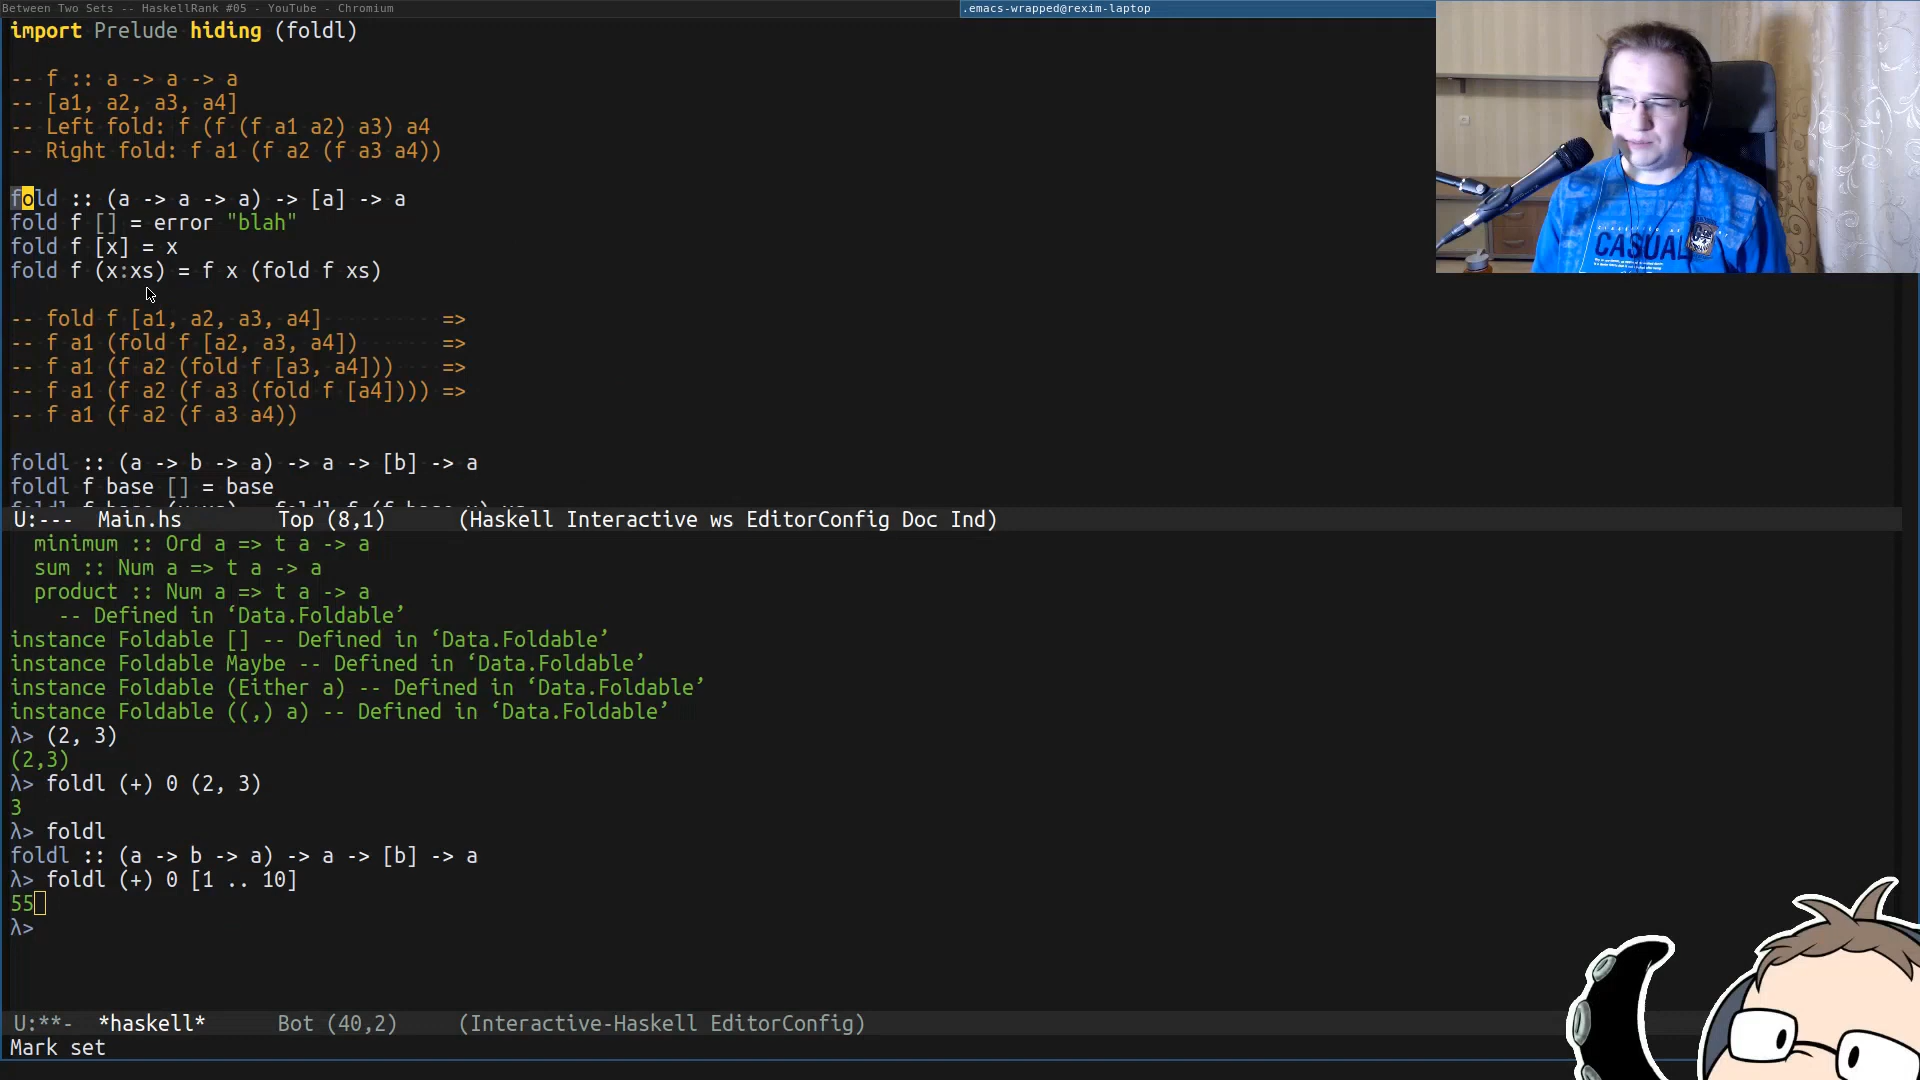 Between Two Sets -- HaskellRank #05 - YouTube - Chromium
.emacs-wrapped@rexim-laptop
import Prelude hiding (foldl)
-- f :: a -> a -> a
-- [a1, a2, a3, a4]
-- Left fold: f (f (f a1 a2) a3) a4
-- Right fold: f a1 (f a2 (f a3 a4))
fold :: (a -> a -> a) -> [a] -> a
fold f [] = error "blah"
fold f [x] = x
fold f (x:xs) = f x (fold f xs)
-- fold f [a1, a2, a3, a4] =>
-- f a1 (fold f [a2, a3, a4]) =>
-- f a1 (f a2 (fold f [a3, a4])) =>
-- f a1 (f a2 (f a3 (fold f [a4]))) =>
-- f a1 (f a2 (f a3 a4))
foldl :: (a -> b -> a) -> a -> [b] -> a
foldl f base [] = base
U:--- Main.hs Top (8,1) (Haskell Interactive ws EditorConfig Doc Ind)
minimum :: Ord a => t a -> a
sum :: Num a => t a -> a
product :: Num a => t a -> a
-- Defined in ‘Data.Foldable’
instance Foldable [] -- Defined in ‘Data.Foldable’
instance Foldable Maybe -- Defined in ‘Data.Foldable’
instance Foldable (Either a) -- Defined in ‘Data.Foldable’
instance Foldable ((,) a) -- Defined in ‘Data.Foldable’
λ> (2, 3)
(2,3)
λ> foldl (+) 0 (2, 3)
3
λ> foldl
foldl :: (a -> b -> a) -> a -> [b] -> a
λ> foldl (+) 0 [1 .. 10]
55
λ>
U:**- *haskell* Bot (40,2) (Interactive-Haskell EditorConfig)
Mark set
CASUAL